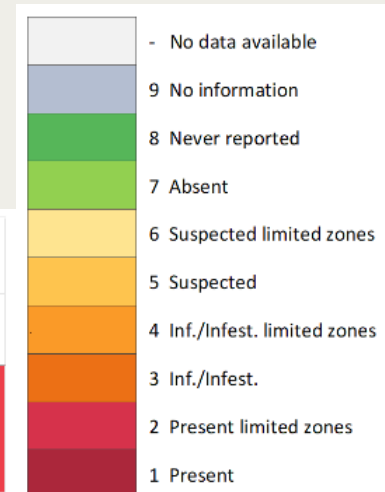 - No data available
9 No information
8 Never reported
7 Absent
6 Suspected limited zones
5 Suspected
4 Inf./Infest. limited zones
3 Inf./Infest.
2 Present limited zones
1 Present